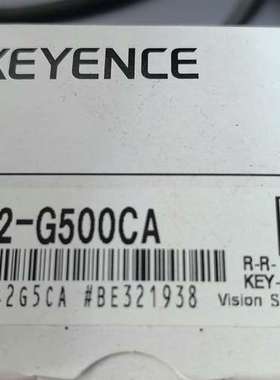 KEYENCE
2-G500CA
2G5CA #BE321938
R-R-
KEY-
Vision S